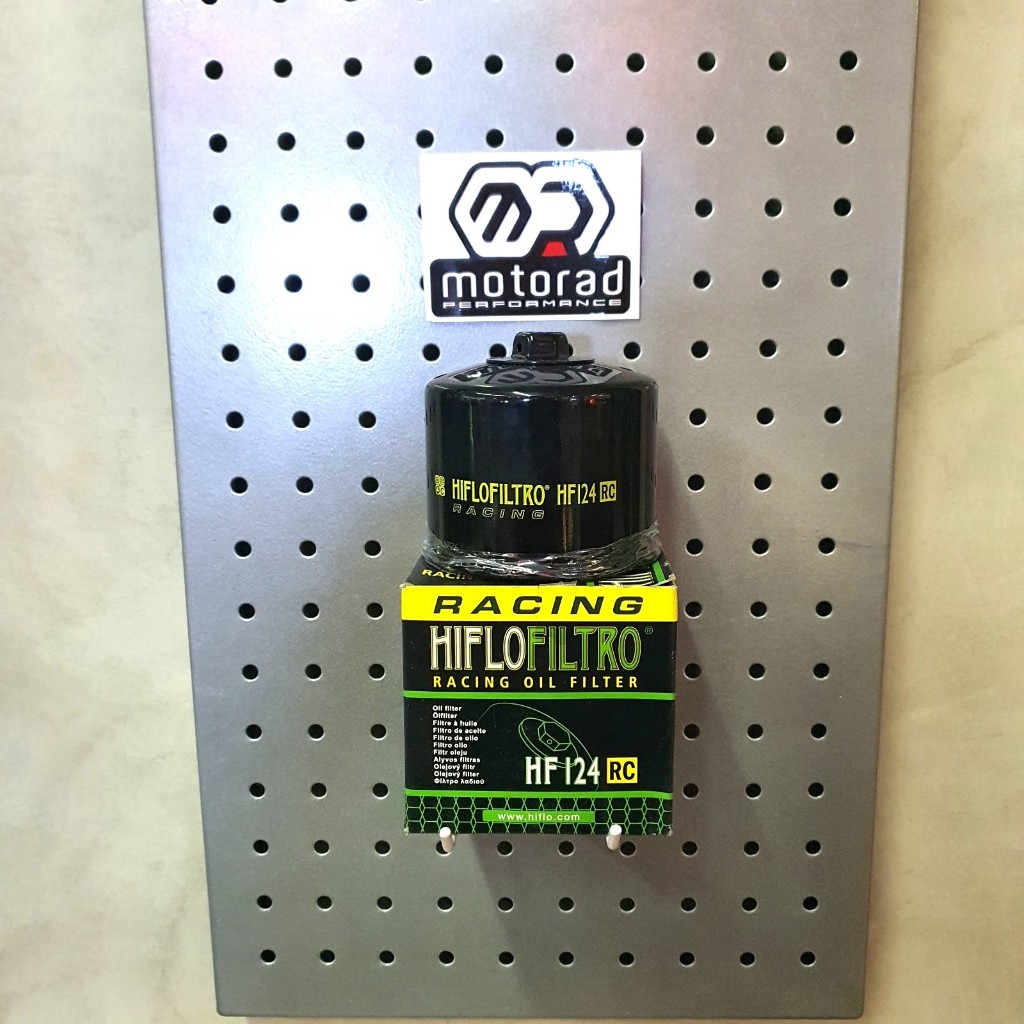 motorad
PERFORMANCE
HIFLOFILTRO® HF124 RC
RACING
RACING
HIFLOFILTRO®
RACING OIL FILTER
Oil filter
Ölfilter
Filtre à huile
Filtro de aceite
Filtro de olio
Filtro olio
Filtr oleju
Alyvos filtras
Olejový filtr
Olejový filter
Φίλτρο λαδιού
HF124 RC
www.hiflo.com